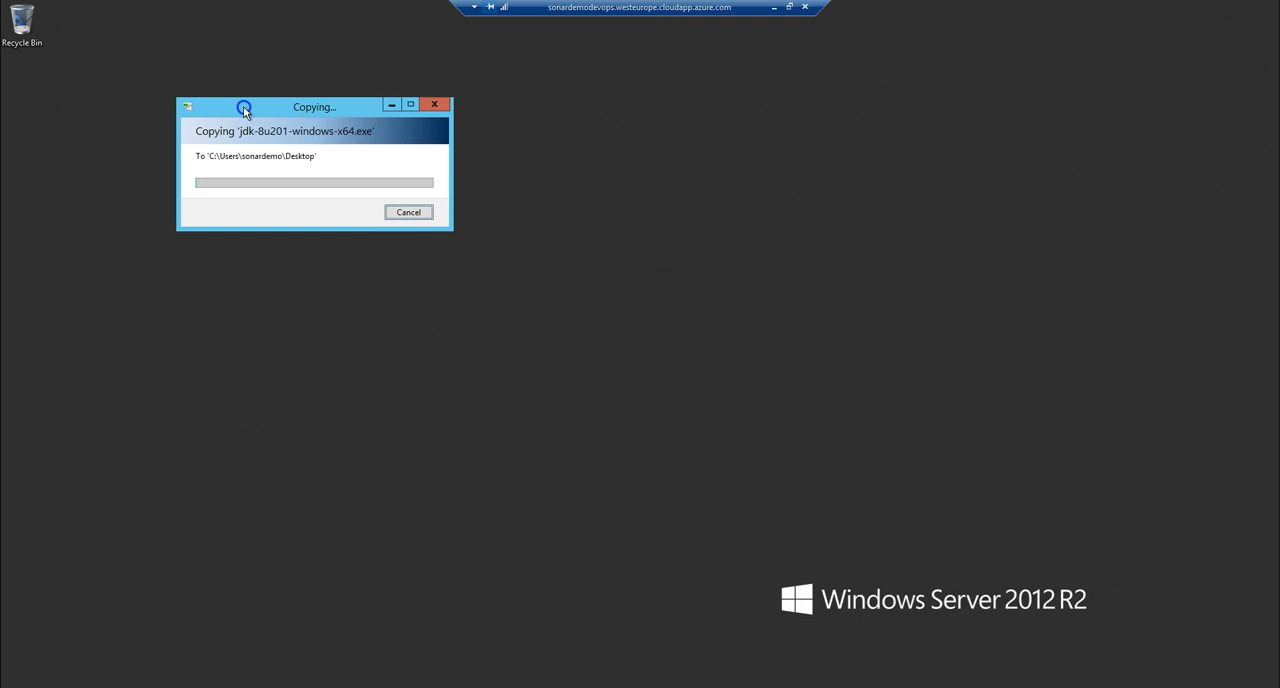 sonardemodevops.westeurope.cloudapp.azure.com
Recycle Bin
Copying...
Copying 'jdk-8u201-windows-x64.exe'
To 'C:\Users\sonardemo\Desktop'
Cancel
Windows Server 2012 R2